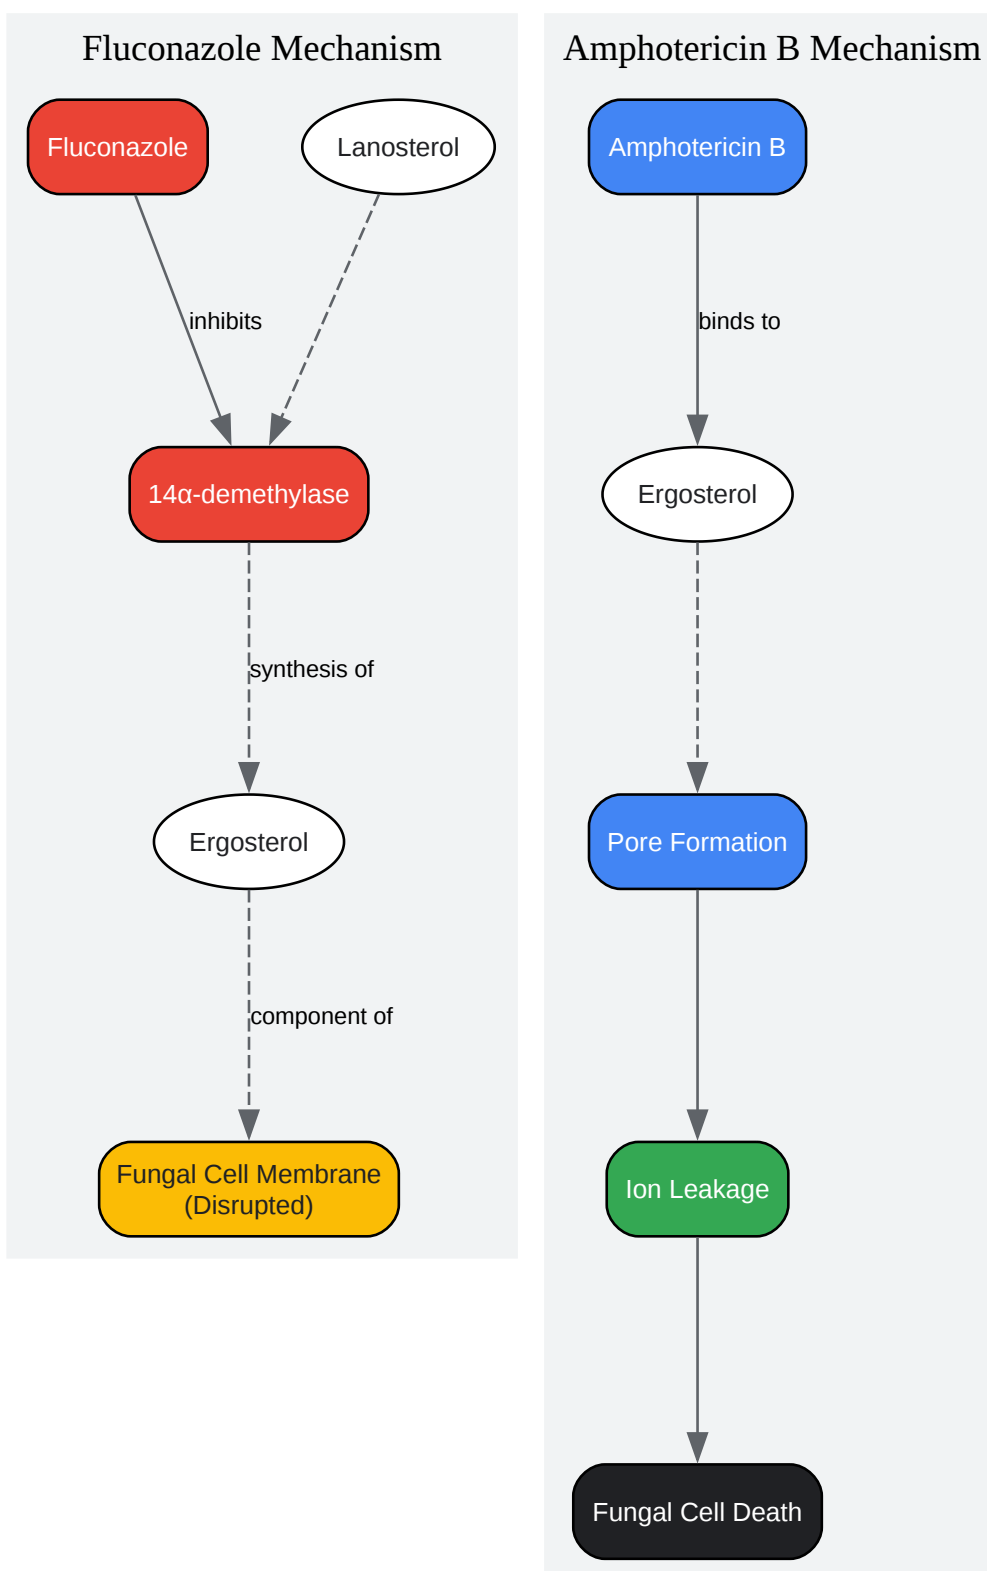 Fluconazole Mechanism
Fluconazole
Lanosterol
inhibits
14α-demethylase
synthesis of
Ergosterol
component of
Fungal Cell Membrane
(Disrupted)
Amphotericin B Mechanism
Amphotericin B
binds to
Ergosterol
Pore Formation
Ion Leakage
Fungal Cell Death